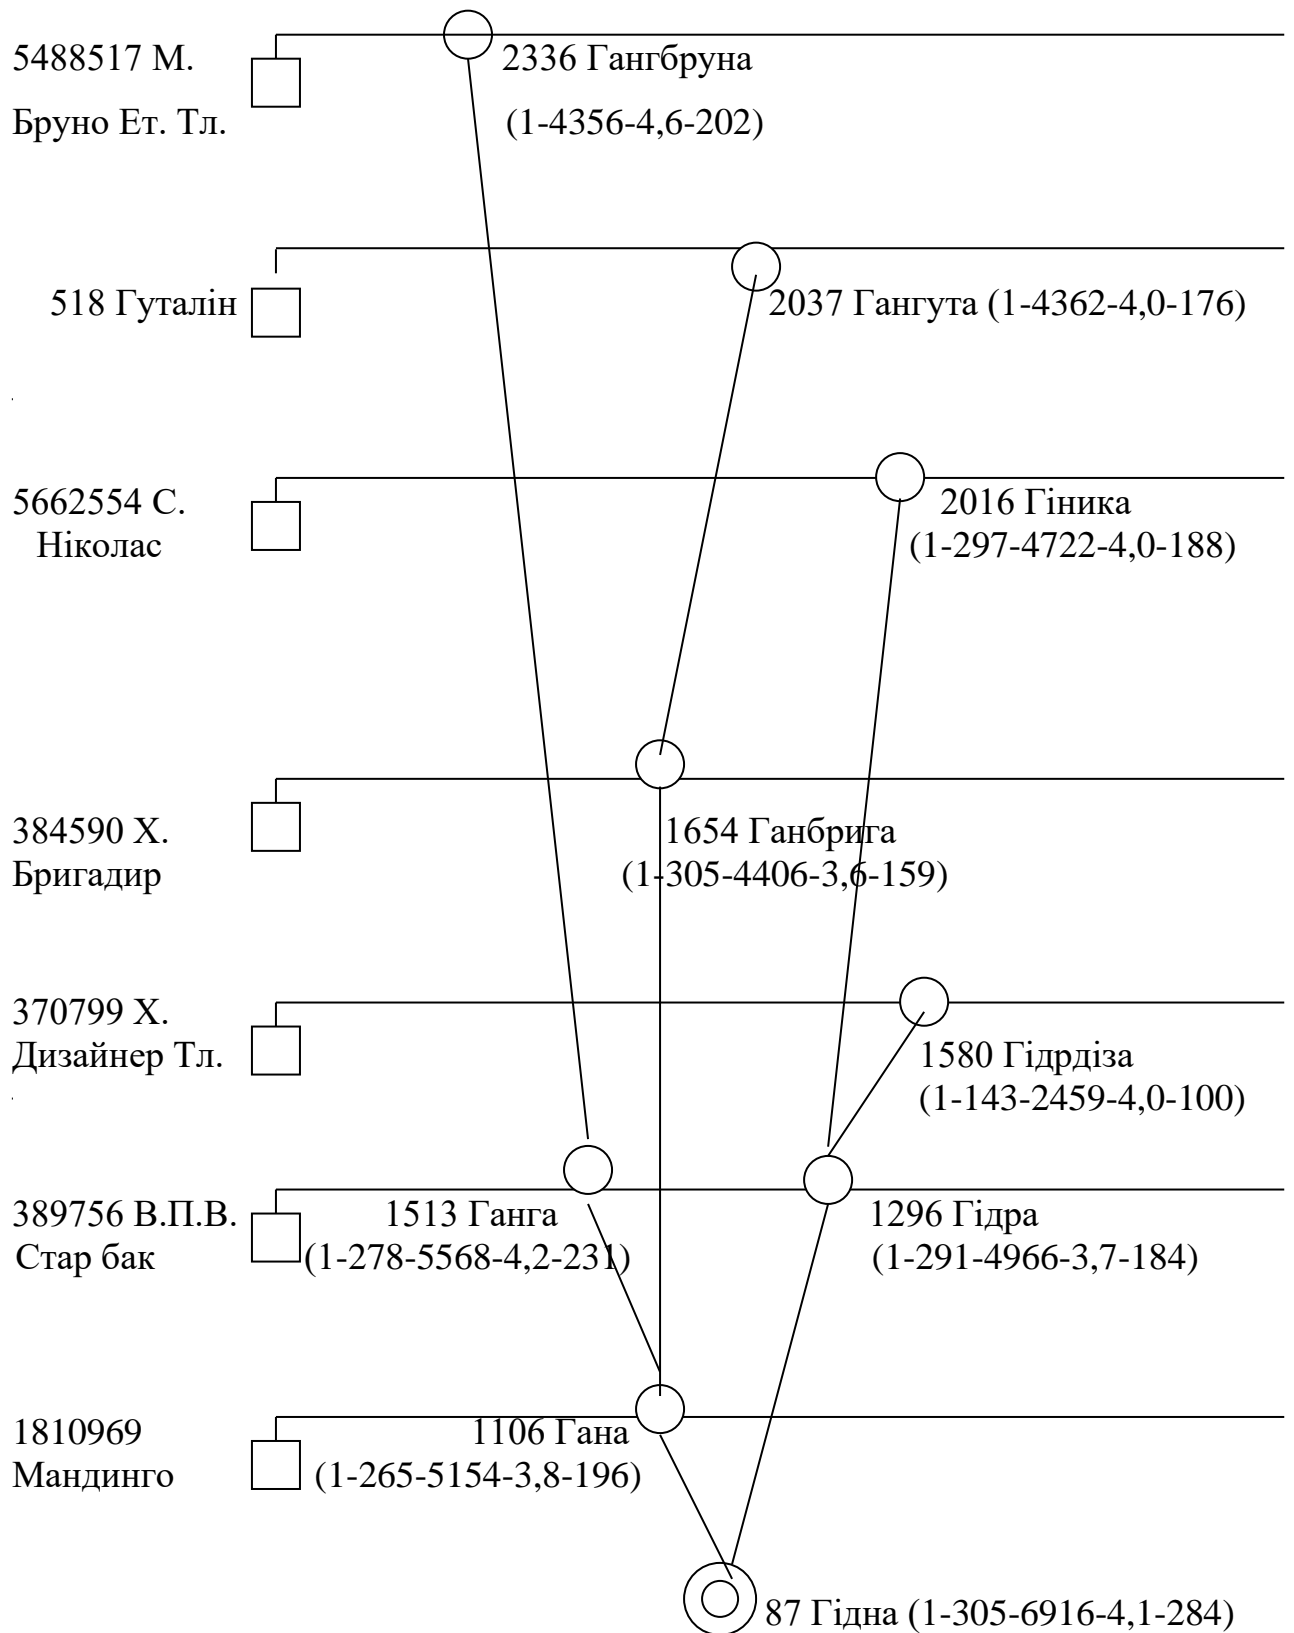 5488517 М.
Бруно Ет. Тл.
2336 Гангбруна
(1-4356-4,6-202)
518 Гуталін
2037 Гангута (1-4362-4,0-176)
5662554 С.
Ніколас
2016 Гіника
(1-297-4722-4,0-188)
384590 Х.
Бригадир
1654 Ганбрига
(1-305-4406-3,6-159)
370799 Х.
Дизайнер Тл.
1580 Гідрдіза
(1-143-2459-4,0-100)
389756 В.П.В.
Стар бак
1513 Ганга
(1-278-5568-4,2-231)
1296 Гідра
(1-291-4966-3,7-184)
1810969
Мандинго
1106 Гана
(1-265-5154-3,8-196)
87 Гідна (1-305-6916-4,1-284)